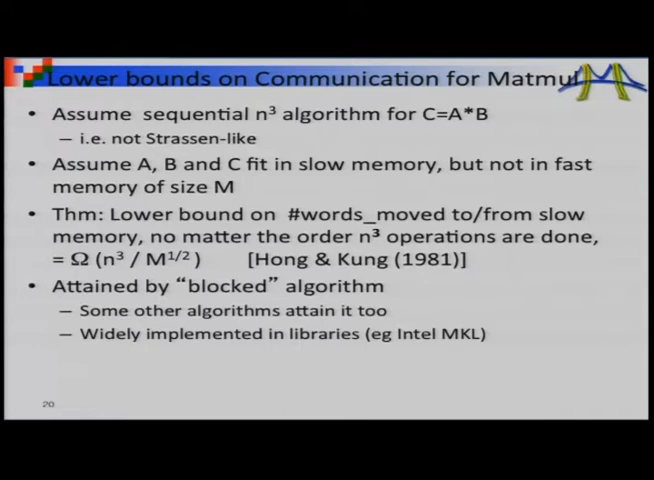 Lower bounds on Communication for Matmul
• Assume sequential n³ algorithm for C=A*B
– i.e. not Strassen-like
• Assume A, B and C fit in slow memory, but not in fast
memory of size M
• Thm: Lower bound on #words_moved to/from slow
memory, no matter the order n³ operations are done,
= Ω (n³ / M^1/2 ) [Hong & Kung (1981)]
• Attained by “blocked” algorithm
– Some other algorithms attain it too
– Widely implemented in libraries (eg Intel MKL)
20